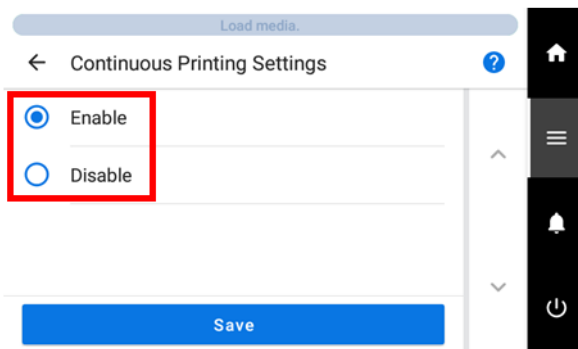 Load media.
Continuous Printing Settings
?
Enable
Disable
Save